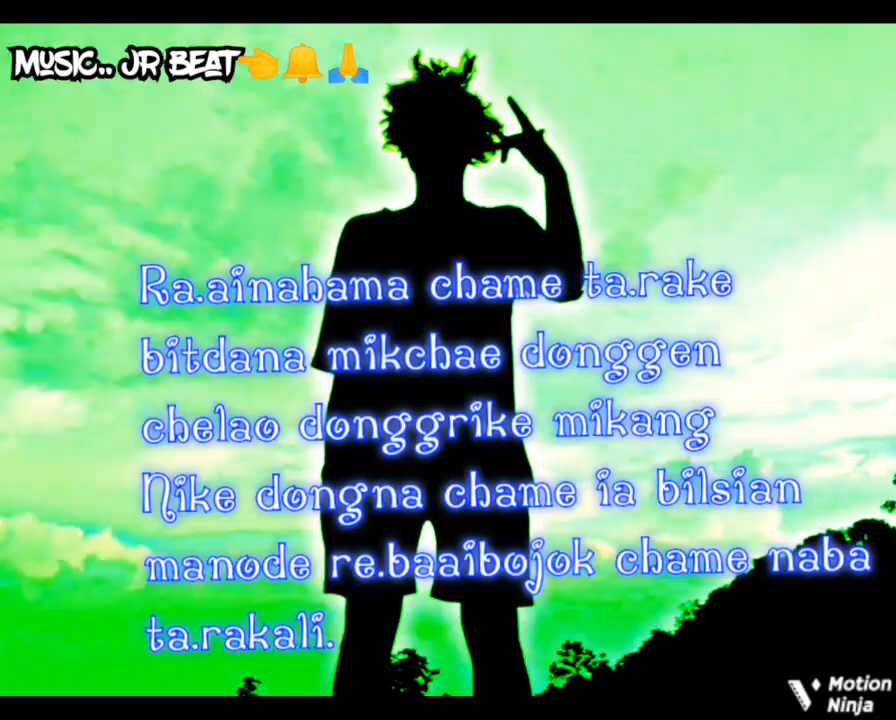 MUSIC.. JR BEAT👈🔔🙏
Ra.ainabama chame ta.rake
bitdana mikchae donggen
chelao donggrike mikang
Nike dongna chame ia bilsian
manode re.baaibojok chame naba
ta.rakali.
Motion
Ninja